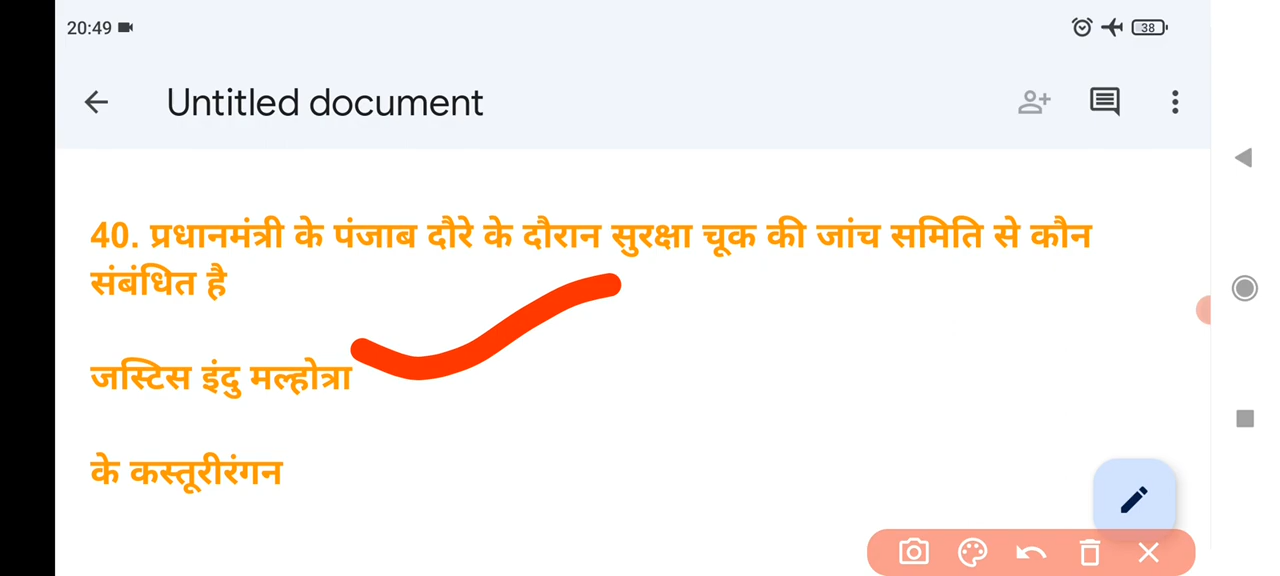 20:49
38
Untitled document
40. प्रधानमंत्री के पंजाब दौरे के दौरान सुरक्षा चूक की जांच समिति से कौन
संबंधित है
जस्टिस इंदु मल्होत्रा
के कस्तूरीरंगन